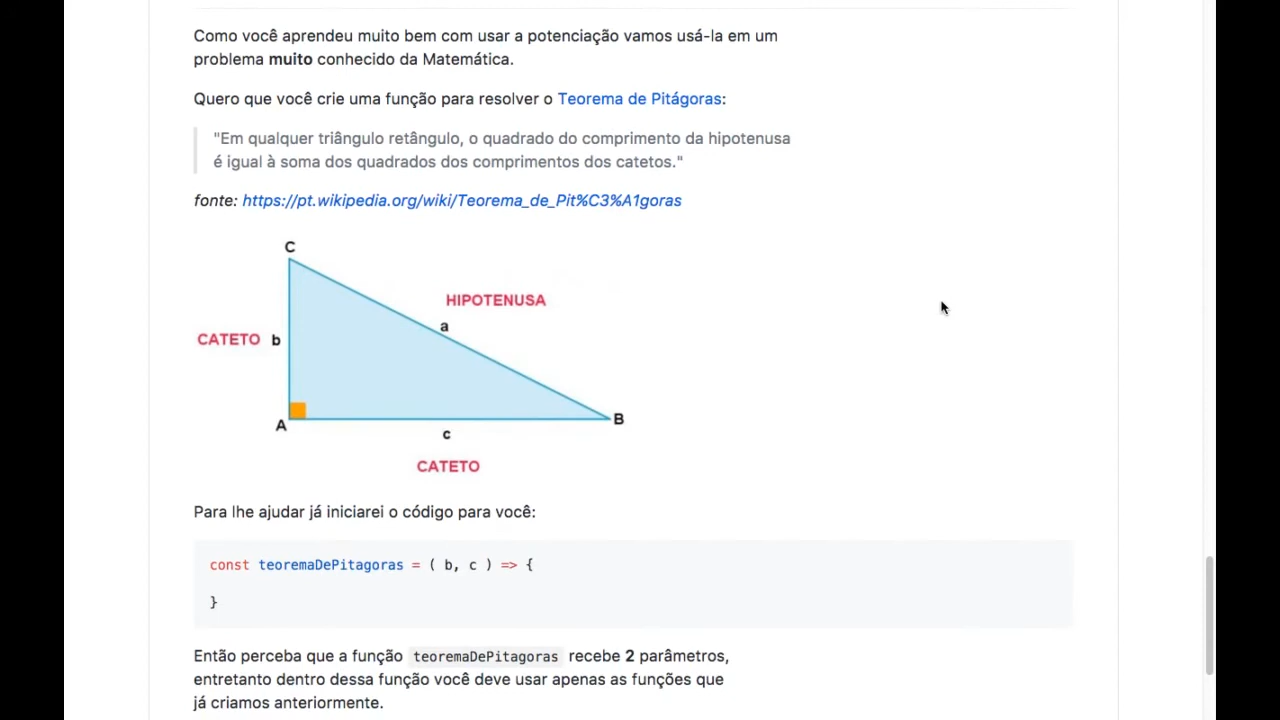 Como você aprendeu muito bem com usar a potenciação vamos usá-la em um
problema muito conhecido da Matemática.
Quero que você crie uma função para resolver o Teorema de Pitágoras:
"Em qualquer triângulo retângulo, o quadrado do comprimento da hipotenusa
é igual à soma dos quadrados dos comprimentos dos catetos."
fonte: https://pt.wikipedia.org/wiki/Teorema_de_Pit%C3%A1goras
C
HIPOTENUSA
a
CATETO b
A
B
c
CATETO
Para lhe ajudar já iniciarei o código para você:
const teoremaDePitagoras = ( b, c ) => {
}
Então perceba que a função teoremaDePitagoras recebe 2 parâmetros,
entretanto dentro dessa função você deve usar apenas as funções que
já criamos anteriormente.